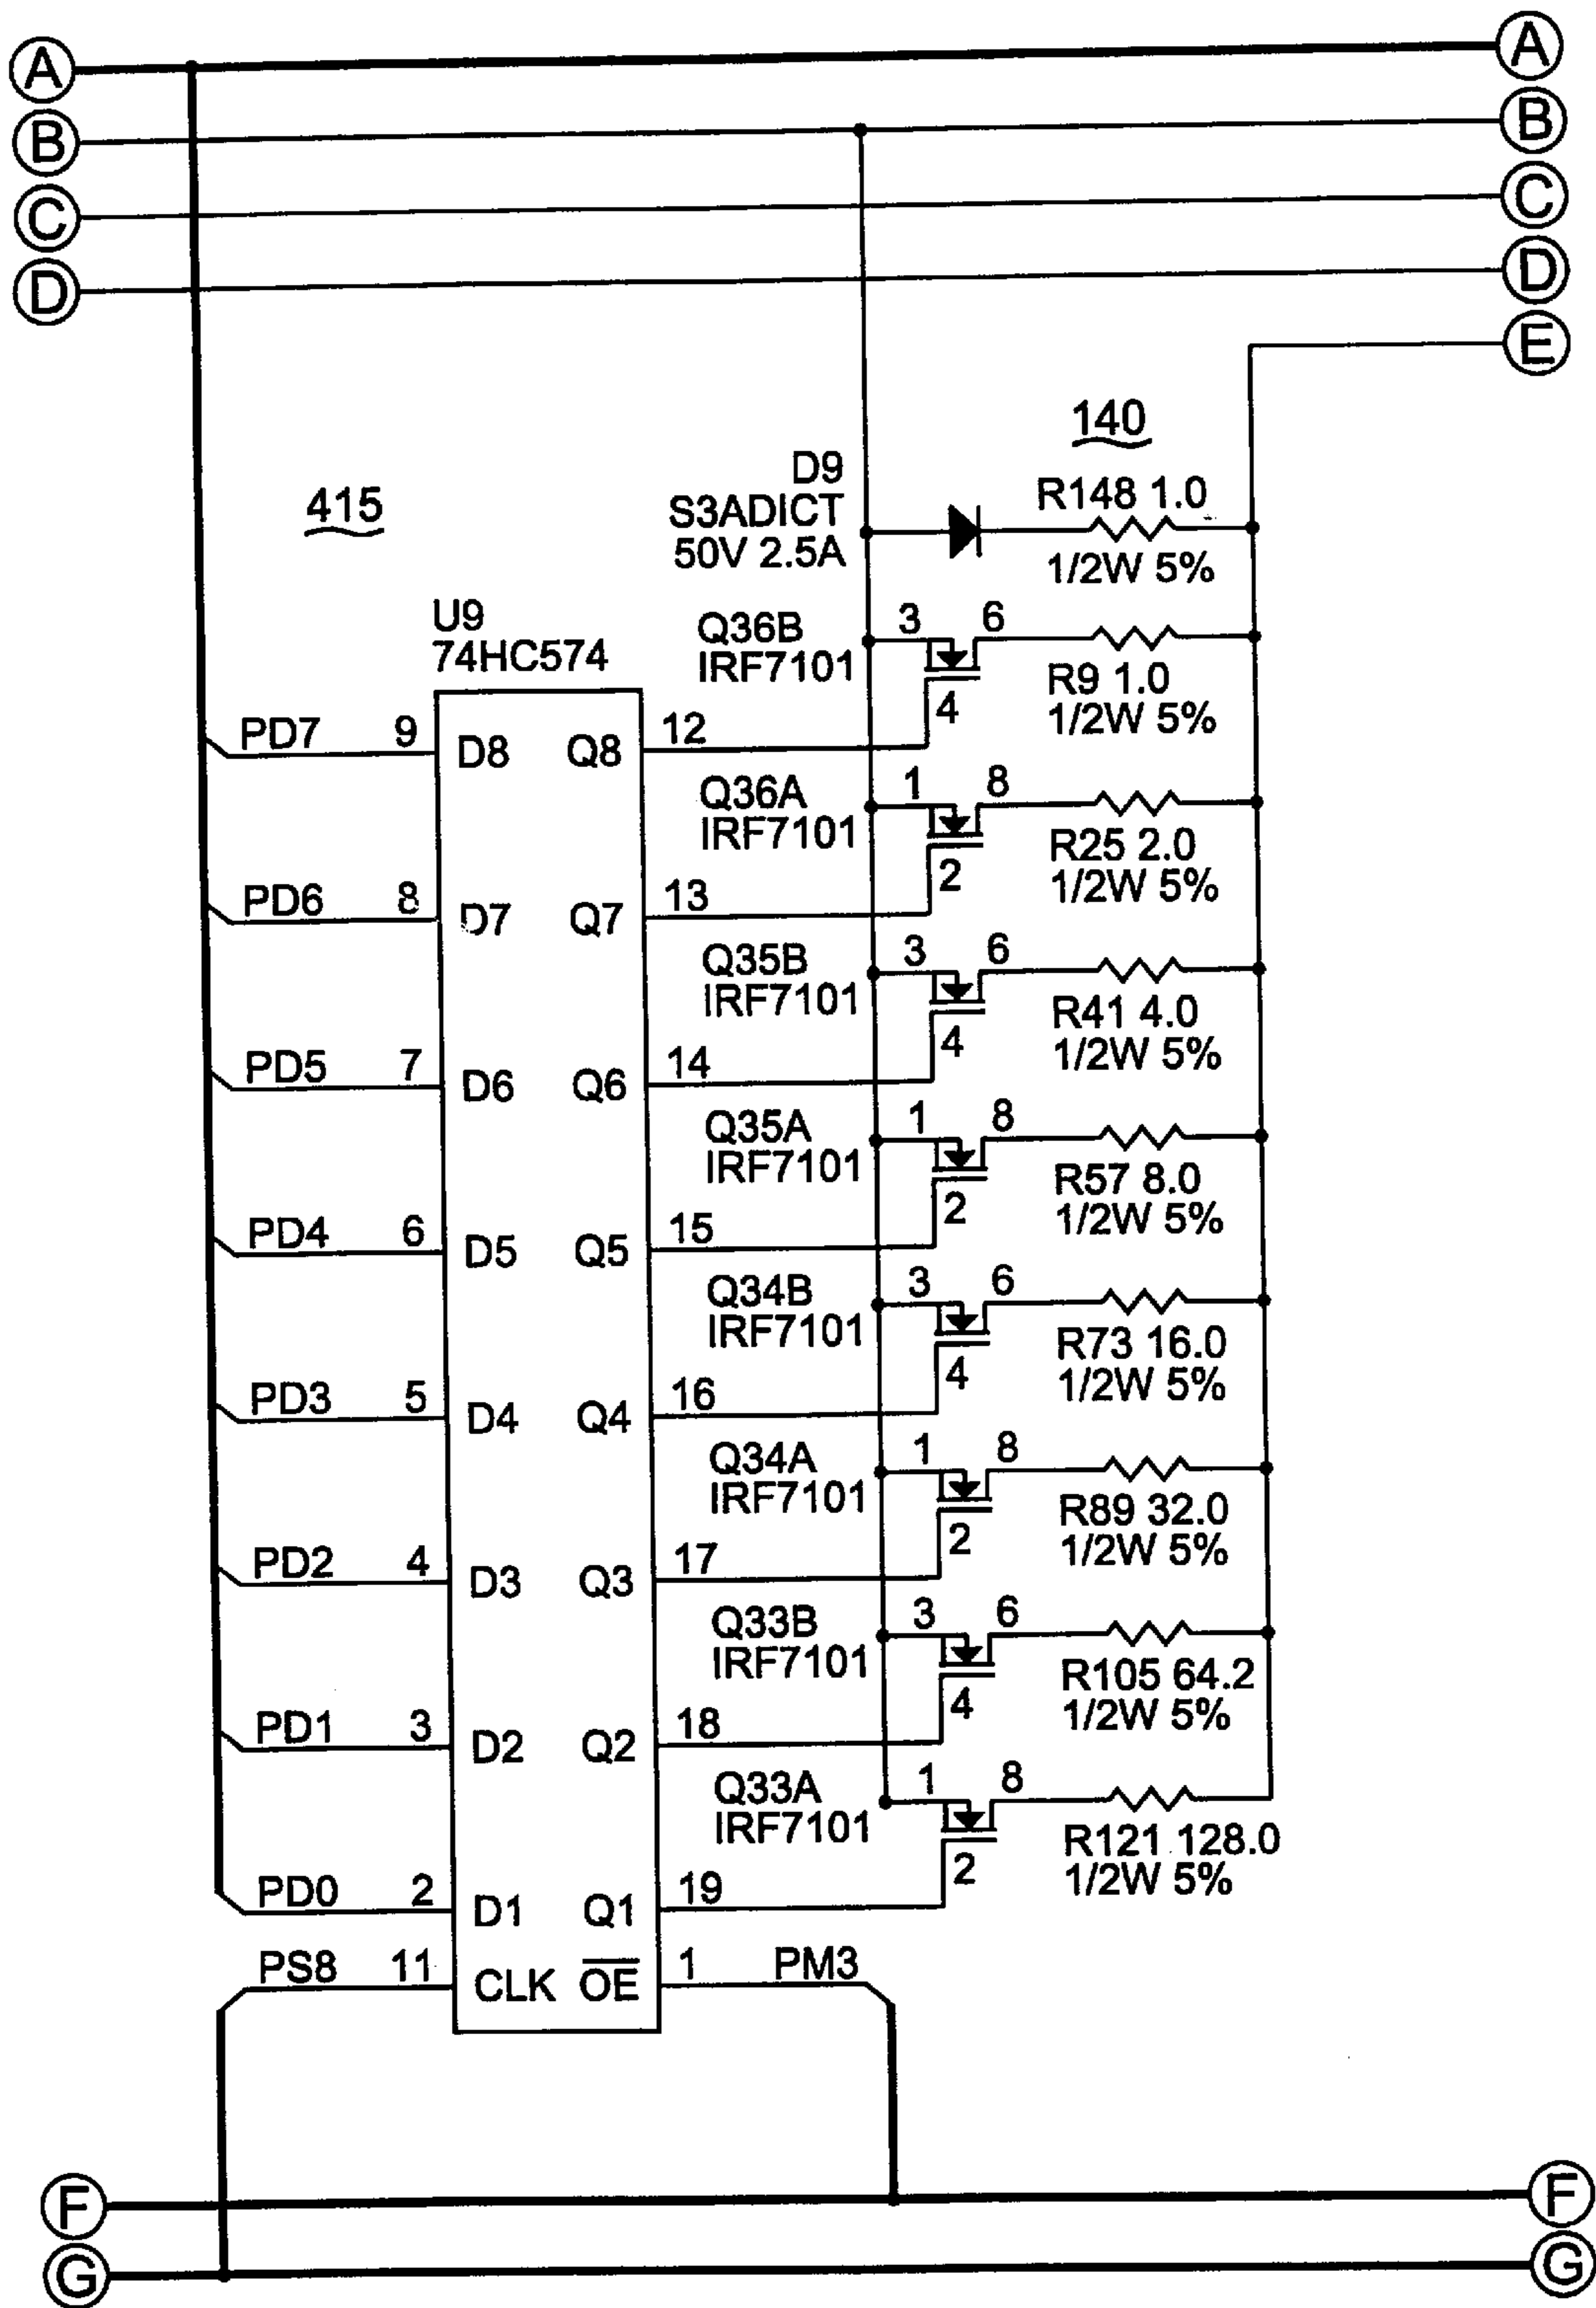 A A
B B
C C
D D
E
140
D9
S3ADICT
50V 2.5A
R148 1.0
1/2W 5%
415
U9
74HC574
Q36B
IRF7101
3 6
4
R9 1.0
1/2W 5%
PD7 9 D8 Q8 12
Q36A
IRF7101
1 8
2
R25 2.0
1/2W 5%
PD6 8 D7 Q7 13
Q35B
IRF7101
3 6
4
R41 4.0
1/2W 5%
PD5 7 D6 Q6 14
Q35A
IRF7101
1 8
2
R57 8.0
1/2W 5%
PD4 6 D5 Q5 15
Q34B
IRF7101
3 6
4
R73 16.0
1/2W 5%
PD3 5 D4 Q4 16
Q34A
IRF7101
1 8
2
R89 32.0
1/2W 5%
PD2 4 D3 Q3 17
Q33B
IRF7101
3 6
4
R105 64.2
1/2W 5%
PD1 3 D2 Q2 18
Q33A
IRF7101
1 8
2
R121 128.0
1/2W 5%
PD0 2 D1 Q1 19
PS8 11 CLK OE 1 PM3
F F
G G